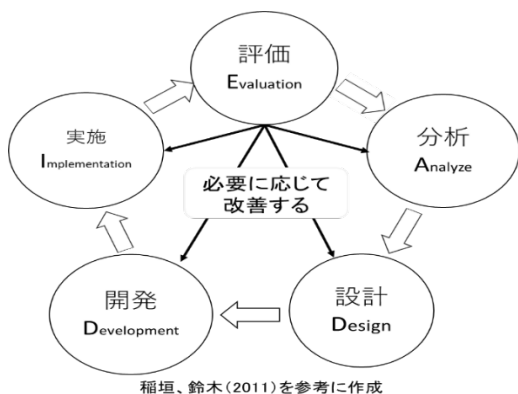 評価
Evaluation
分析
Analyze
設計
Design
開発
Development
実施
Implementation
必要に応じて
改善する
稲垣、鈴木(2011)を参考に作成